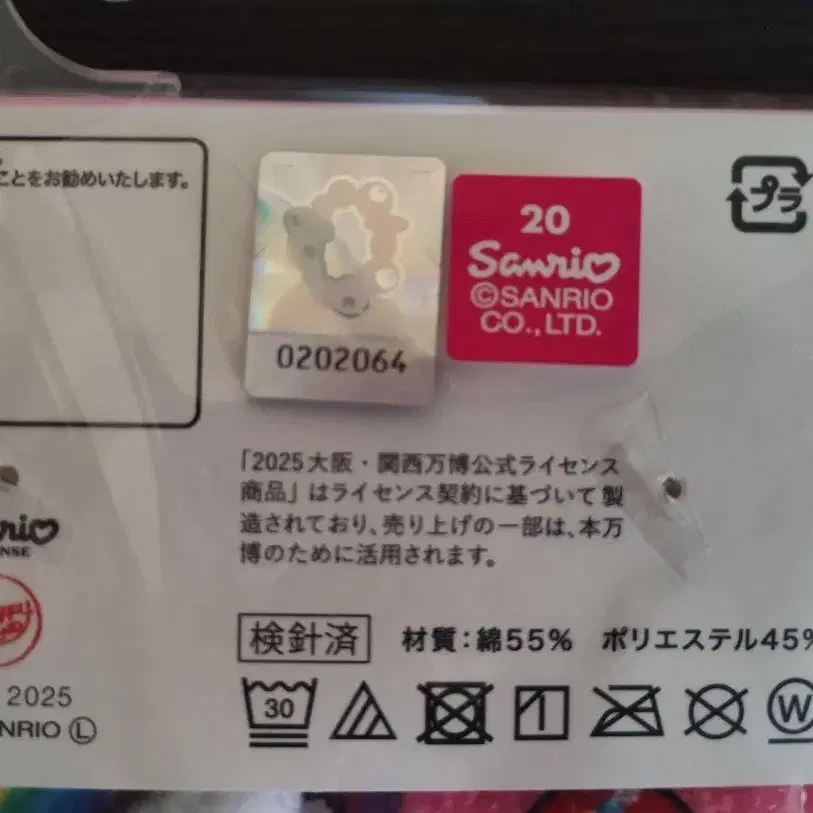 ことをお勧めいたします。
0202064
20
Sanrio
©SANRIO
CO., LTD.
プラ
「2025大阪・関西万博公式ライセンス
商品」はライセンス契約に基づいて製
造されており、売り上げの一部は、本万
博のために活用されます。
検針済
材質:綿55% ポリエステル45%
2025
NRIO Ⓛ
30
W